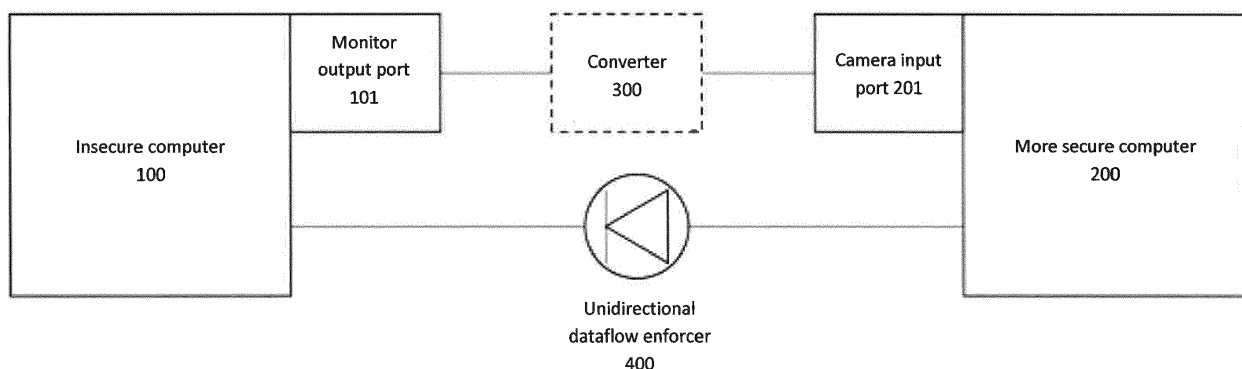 Monitor
output port
101
Converter
300
Camera input
port 201
Insecure computer
100
More secure computer
200
Unidirectional
dataflow enforcer
400